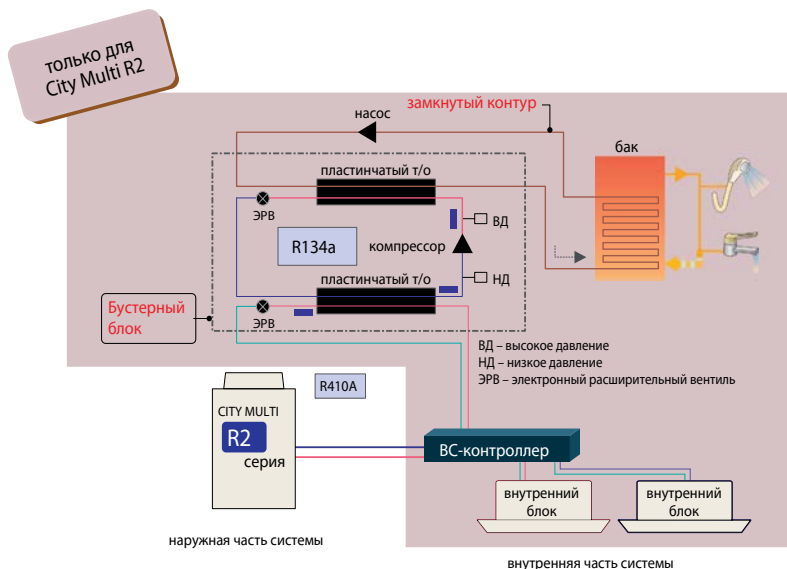 только для
City Multi R2
замкнутый контур
насос
бак
пластинчатый т/о
ЭРВ
ВД
R134a
компрессор
пластинчатый т/о
НД
Бустерный
блок
ЭРВ
ВД – высокое давление
НД – низкое давление
ЭРВ – электронный расширительный вентиль
R410A
CITY MULTI
R2
серия
BC-контроллер
внутренний
блок
внутренний
блок
наружная часть системы
внутренняя часть системы